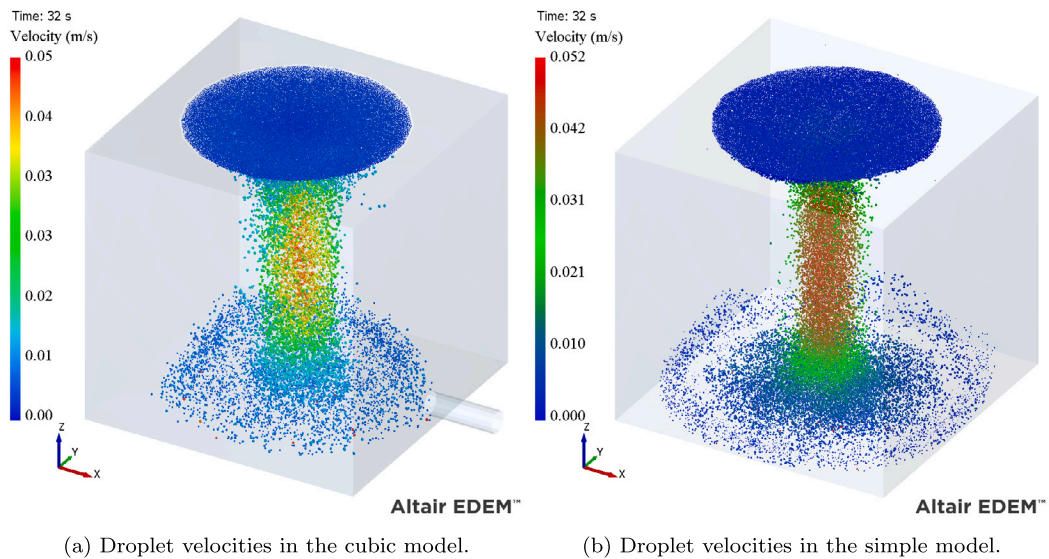 Time: 32 s
Velocity (m/s)
0.05
0.04
0.03
0.03
0.02
0.01
0.00
Z
Y
X
Altair EDEM™
(a) Droplet velocities in the cubic model.
Time: 32 s
Velocity (m/s)
0.052
0.042
0.031
0.021
0.010
0.000
Z
Y
X
Altair EDEM™
(b) Droplet velocities in the simple model.